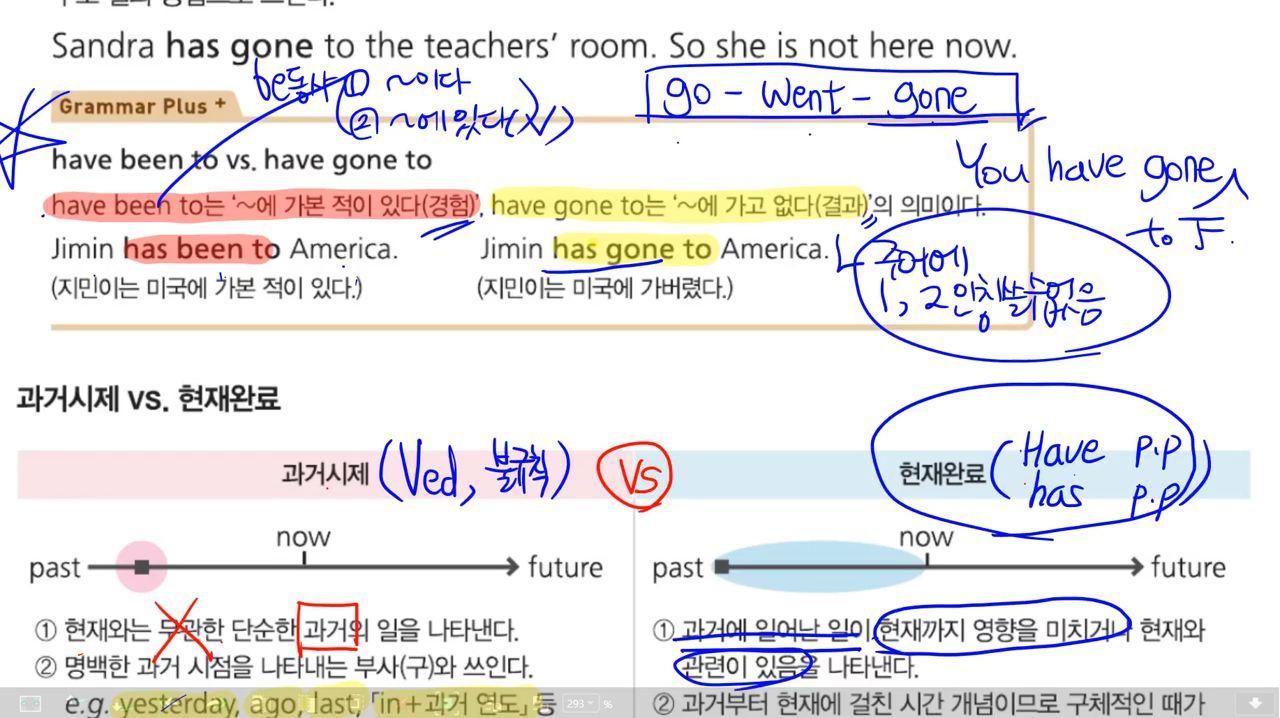 Sandra has gone to the teachers' room. So she is not here now.
be동사 ① ~이다
② ~에 있다
go - went - gone
Grammar Plus +
have been to vs. have gone to
You have gone
to
have been to는 '~에 가본 적이 있다(경험)', have gone to는 '~에 가고 없다(결과)'의 의미이다.
Jimin has been to America. Jimin has gone to America.
(지민이는 미국에 가본 적이 있다.) (지민이는 미국에 가버렸다.)
주어에
1, 2인칭 쓸 수 없음
과거시제 vs. 현재완료
과거시제 (Ved, 불규칙) VS 현재완료 (Have p.p
has p.p)
now now
past future past future
① 현재와는 무관한 단순한 과거의 일을 나타낸다.
② 명백한 과거 시점을 나타내는 부사(구)와 쓰인다.
e.g. yesterday, ago, last, 「in+과거 연도」 등
① 과거에 일어난 일이 현재까지 영향을 미치거나 현재와
관련이 있음을 나타낸다.
② 과거부터 현재에 걸친 시간 개념이므로 구체적인 때가
293 %